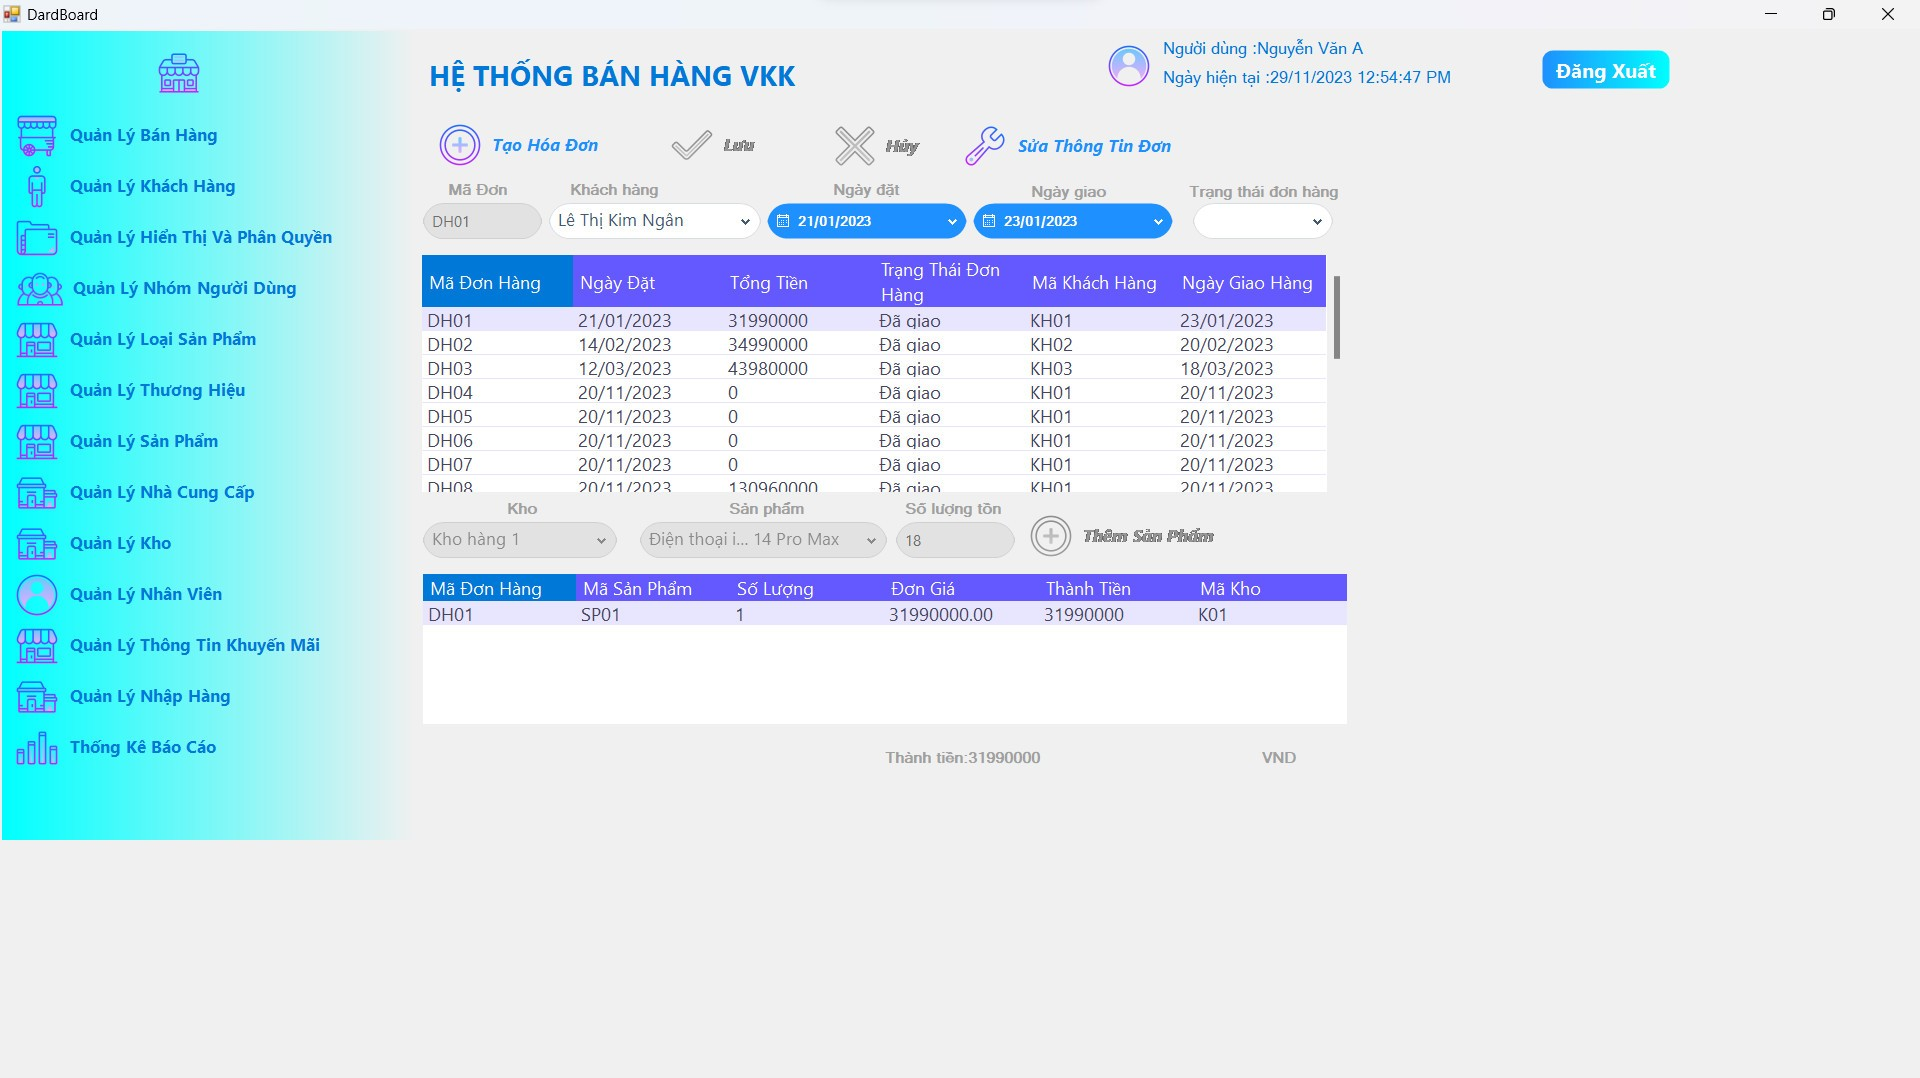 DardBoard
HỆ THỐNG BÁN HÀNG VKK
Người dùng :Nguyễn Văn A
Ngày hiện tại :29/11/2023 12:54:47 PM
Đăng Xuất
Quản Lý Bán Hàng
Quản Lý Khách Hàng
Quản Lý Hiển Thị Và Phân Quyền
Quản Lý Nhóm Người Dùng
Quản Lý Loại Sản Phẩm
Quản Lý Thương Hiệu
Quản Lý Sản Phẩm
Quản Lý Nhà Cung Cấp
Quản Lý Kho
Quản Lý Nhân Viên
Quản Lý Thông Tin Khuyến Mãi
Quản Lý Nhập Hàng
Thống Kê Báo Cáo
Tạo Hóa Đơn Lưu Hủy Sửa Thông Tin Đơn
Mã Đơn Khách hàng Ngày đặt Ngày giao Trạng thái đơn hàng
DH01 Lê Thị Kim Ngân 21/01/2023 23/01/2023
Mã Đơn Hàng Ngày Đặt Tổng Tiền Trạng Thái Đơn Hàng Mã Khách Hàng Ngày Giao Hàng
DH01 21/01/2023 31990000 Đã giao KH01 23/01/2023
DH02 14/02/2023 34990000 Đã giao KH02 20/02/2023
DH03 12/03/2023 43980000 Đã giao KH03 18/03/2023
DH04 20/11/2023 0 Đã giao KH01 20/11/2023
DH05 20/11/2023 0 Đã giao KH01 20/11/2023
DH06 20/11/2023 0 Đã giao KH01 20/11/2023
DH07 20/11/2023 0 Đã giao KH01 20/11/2023
DH08 20/11/2023 130960000 Đã giao KH01 20/11/2023
Kho Sản phẩm Số lượng tồn
Kho hàng 1 Điện thoại i... 14 Pro Max 18 Thêm Sản Phẩm
Mã Đơn Hàng Mã Sản Phẩm Số Lượng Đơn Giá Thành Tiền Mã Kho
DH01 SP01 1 31990000.00 31990000 K01
Thành tiền:31990000 VND